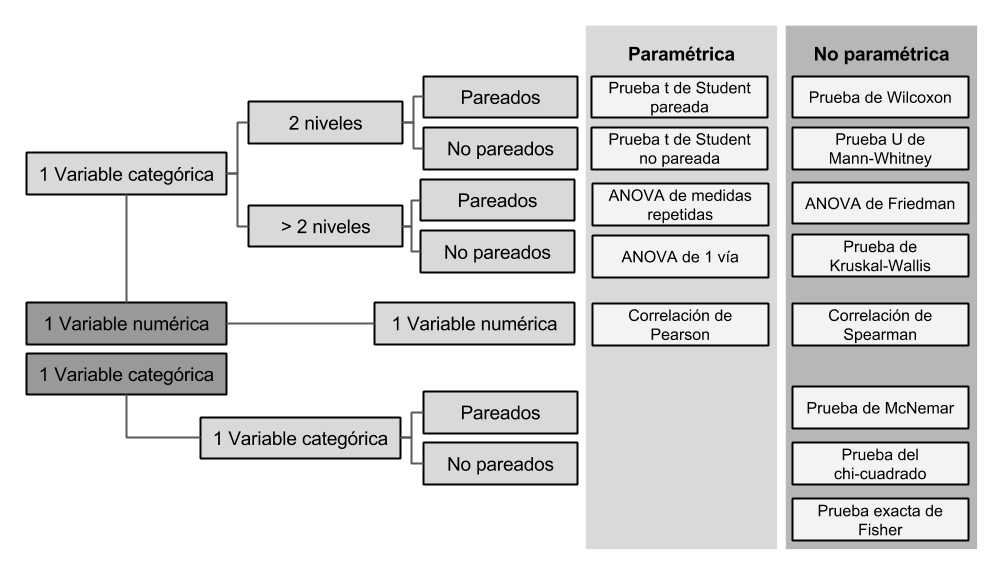 Paramétrica
No paramétrica
1 Variable categórica
2 niveles
Pareados
Prueba t de Student
pareada
Prueba de Wilcoxon
No pareados
Prueba t de Student
no pareada
Prueba U de
Mann-Whitney
> 2 niveles
Pareados
ANOVA de medidas
repetidas
ANOVA de Friedman
No pareados
ANOVA de 1 vía
Prueba de
Kruskal-Wallis
1 Variable numérica
1 Variable numérica
Correlación de
Pearson
Correlación de
Spearman
1 Variable categórica
1 Variable categórica
Pareados
Prueba de McNemar
No pareados
Prueba del
chi-cuadrado
Prueba exacta de
Fisher